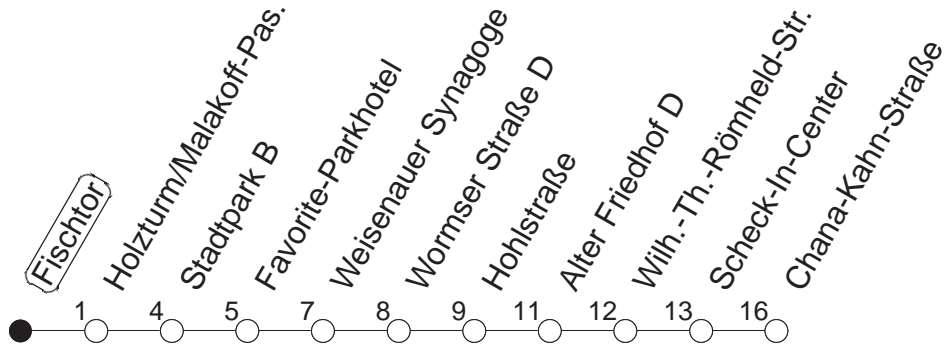 Fischtor
Holzturm/Malakoff-Pas.
Stadtpark B
Favorite-Parkhotel
Weisenauer Synagoge
Wormser Straße D
Hohlstraße
Alter Friedhof D
Wilh.-Th.-Römheld-Str.
Scheck-In-Center
Chana-Kahn-Straße
1 4 5 7 8 9 11 12 13 16